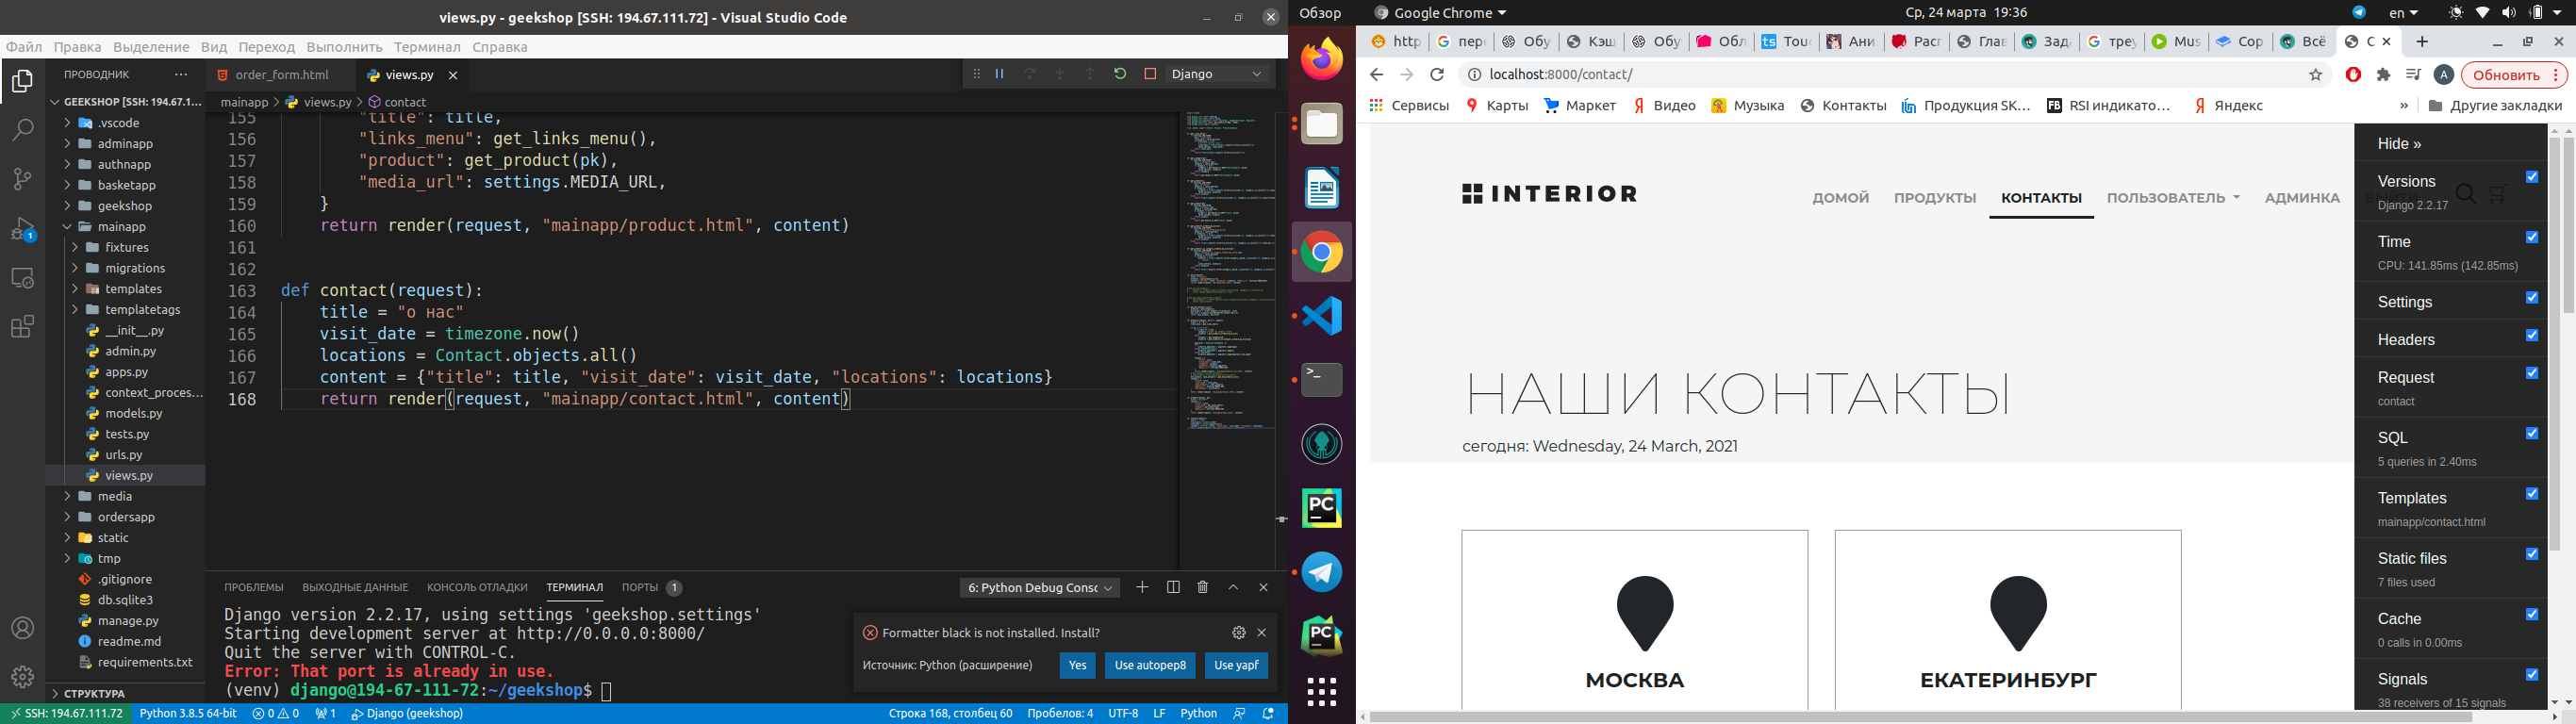 views.py - geekshop [SSH: 194.67.111.72] - Visual Studio Code
Файл Правка Выделение Вид Переход Выполнить Терминал Справка
ПРОВОДНИК
GEEKSHOP [SSH: 194.67.1...
.vscode
adminapp
authnapp
basketapp
geekshop
mainapp
fixtures
migrations
templates
templatetags
__init__.py
admin.py
apps.py
context_proces...
models.py
tests.py
urls.py
views.py
media
ordersapp
static
tmp
.gitignore
db.sqlite3
manage.py
readme.md
requirements.txt
СТРУКТУРА
order_form.html views.py
Django
mainapp > views.py > contact
155 "title": title,
156 "links_menu": get_links_menu(),
157 "product": get_product(pk),
158 "media_url": settings.MEDIA_URL,
159 }
160 return render(request, "mainapp/product.html", content)
161
162
163 def contact(request):
164 title = "о нас"
165 visit_date = timezone.now()
166 locations = Contact.objects.all()
167 content = {"title": title, "visit_date": visit_date, "locations": locations}
168 return render(request, "mainapp/contact.html", content)
ПРОБЛЕМЫ ВЫХОДНЫЕ ДАННЫЕ КОНСОЛЬ ОТЛАДКИ ТЕРМИНАЛ ПОРТЫ 1
6: Python Debug Consc
Django version 2.2.17, using settings 'geekshop.settings'
Starting development server at http://0.0.0.0:8000/
Quit the server with CONTROL-C.
Error: That port is already in use.
(venv) django@194-67-111-72:~/geekshop$
Formatter black is not installed. Install?
Источник: Python (расширение)
Yes Use autopep8 Use yapf
SSH: 194.67.111.72 Python 3.8.5 64-bit 0 0 1 Django (geekshop)
Строка 168, столбец 60 Пробелов: 4 UTF-8 LF Python
Обзор Google Chrome Ср, 24 марта 19:36 en
http пере Обу Кэш Обу Обл Touc Ани Расп Глав Зада треу Mus Сорт Всё С
localhost:8000/contact/
A Обновить
Сервисы Карты Маркет Видео Музыка Контакты Продукция SK... RSI индикато... Яндекс » Другие закладки
INTERIOR
ДОМОЙ ПРОДУКТЫ КОНТАКТЫ ПОЛЬЗОВАТЕЛЬ АДМИНКА
НАШИ КОНТАКТЫ
сегодня: Wednesday, 24 March, 2021
МОСКВА
ЕКАТЕРИНБУРГ
Hide »
Versions
Django 2.2.17
Time
CPU: 141.85ms (142.85ms)
Settings
Headers
Request
contact
SQL
5 queries in 2.40ms
Templates
mainapp/contact.html
Static files
7 files used
Cache
0 calls in 0.00ms
Signals
38 receivers of 15 signals